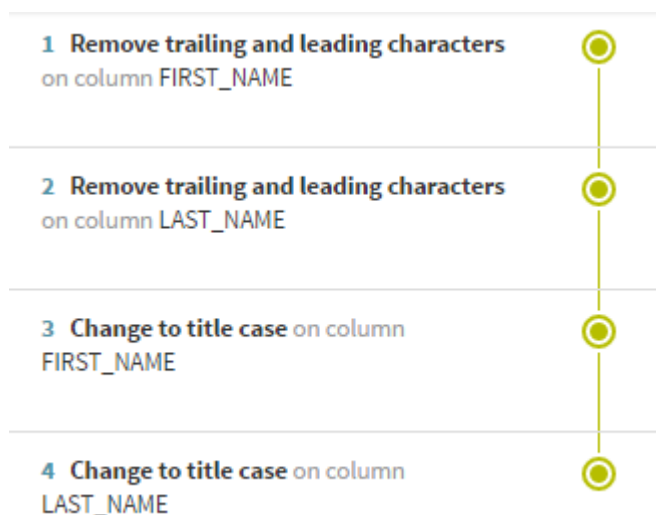 1 Remove trailing and leading characters
on column FIRST_NAME
2 Remove trailing and leading characters
on column LAST_NAME
3 Change to title case on column
FIRST_NAME
4 Change to title case on column
LAST_NAME